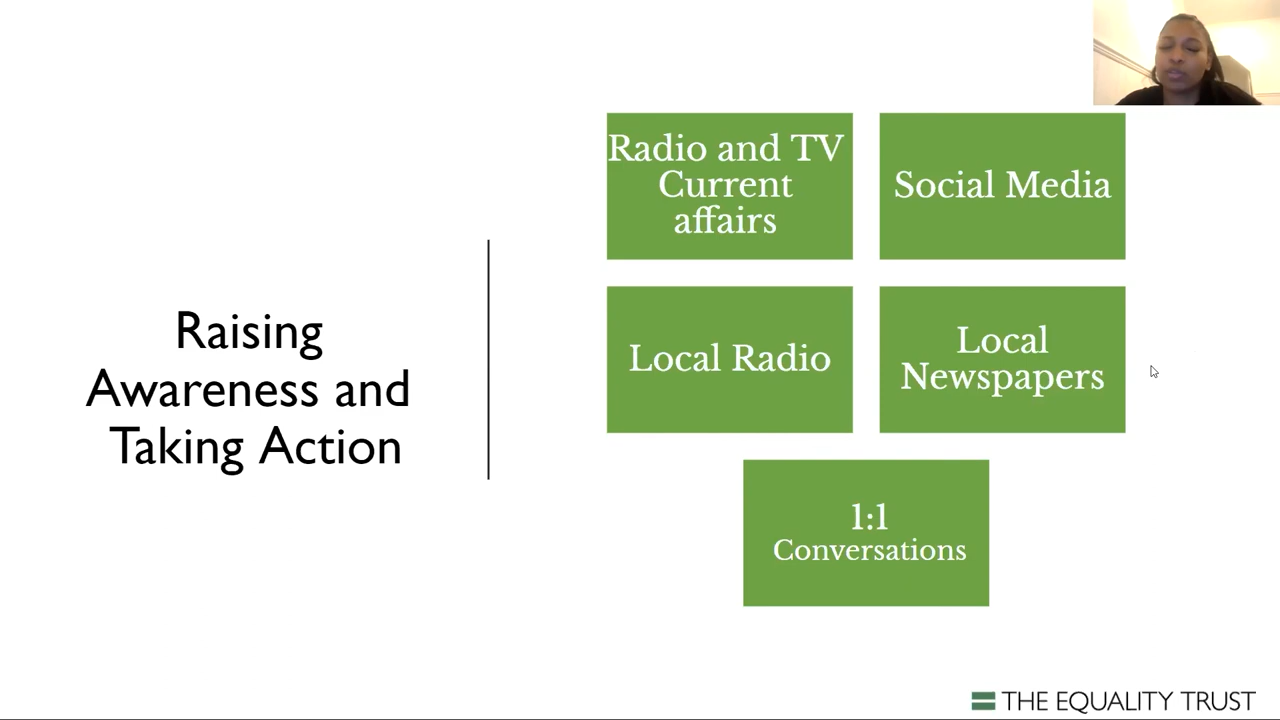 Raising
Awareness and
Taking Action
Radio and TV
Current
affairs
Social Media
Local Radio
Local
Newspapers
1:1
Conversations
THE EQUALITY TRUST